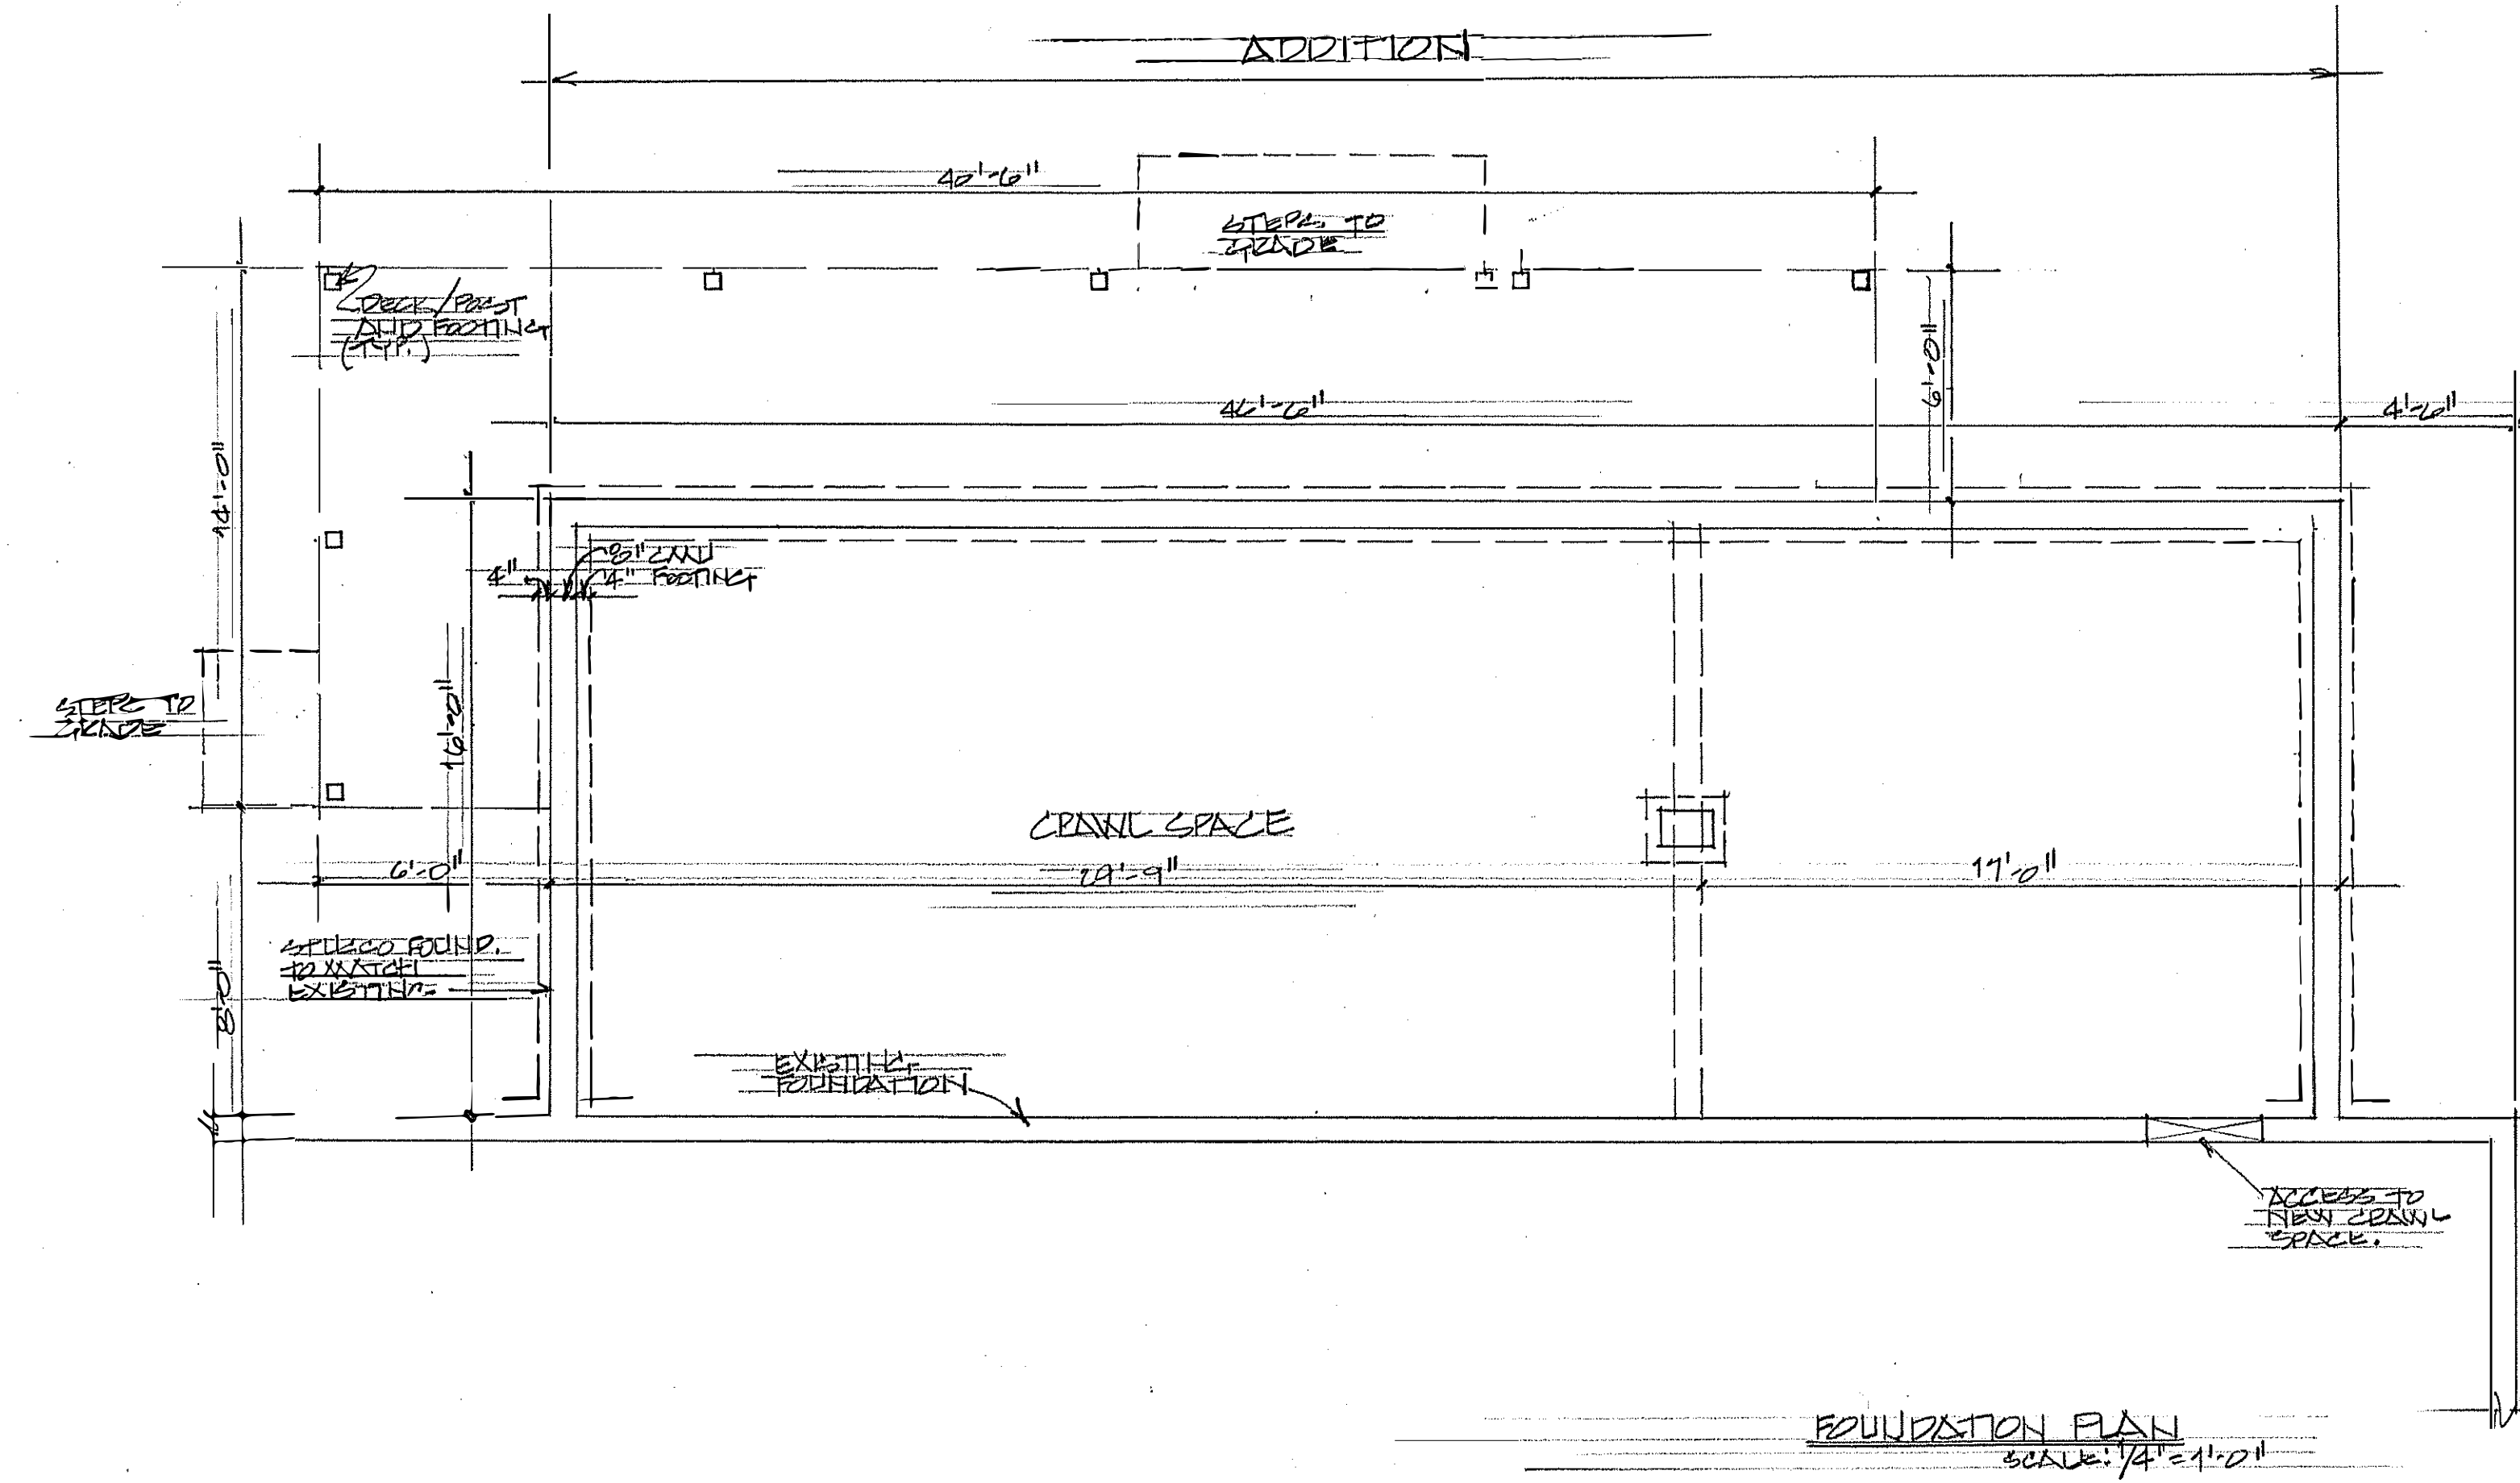 ADDITION
40'-6"
STEPS TO
GRADE
DECK/POST
AND FOOTING
(TYP.)
6'-0"
46'-6"
4'-6"
14'-0"
8" CMU
4"
4" FOOTING
STEPS TO
GRADE
16'-0"
CRAWL SPACE
6'-0"
29'-9"
17'-0"
STUCCO FOUND.
TO MATCH
EXISTING
8'-0"
EXISTING
FOUNDATION
ACCESS TO
NEW CRAWL
SPACE.
FOUNDATION PLAN
SCALE: 1/4" = 1'-0"